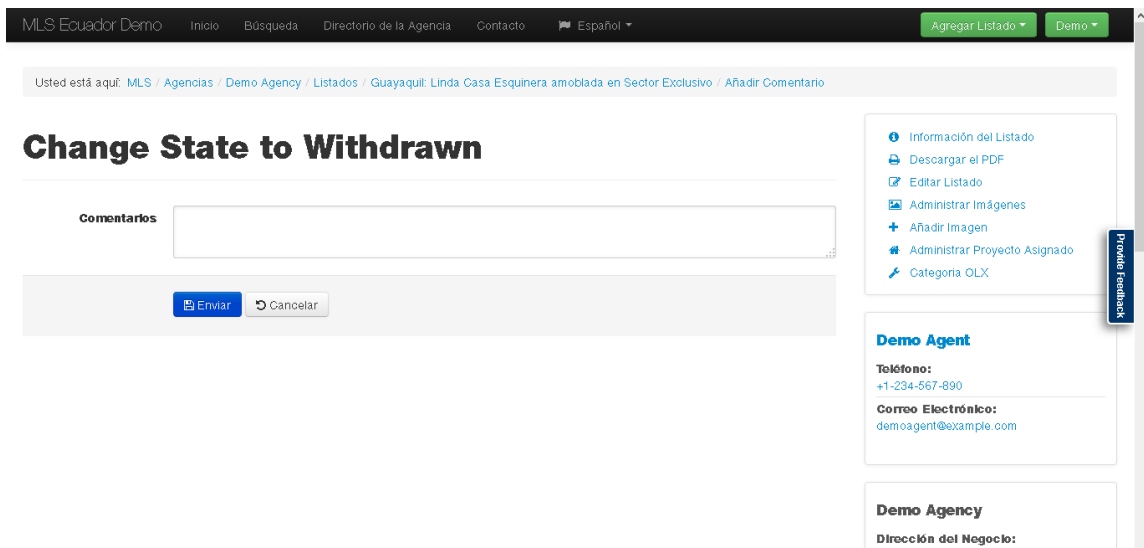 MLS Ecuador Demo Inicio Búsqueda Directorio de la Agencia Contacto Español Agregar Listado Demo
Usted está aquí: MLS / Agencias / Demo Agency / Listados / Guayaquil: Linda Casa Esquinera amoblada en Sector Exclusivo / Añadir Comentario
Change State to Withdrawn
Comentarios
Enviar Cancelar
Información del Listado
Descargar el PDF
Editar Listado
Administrar Imágenes
Añadir Imagen
Administrar Proyecto Asignado
Categoria OLX
Provide Feedback
Demo Agent
Teléfono:
+1-234-567-890
Correo Electrónico:
demoagent@example.com
Demo Agency
Dirección del Negocio: